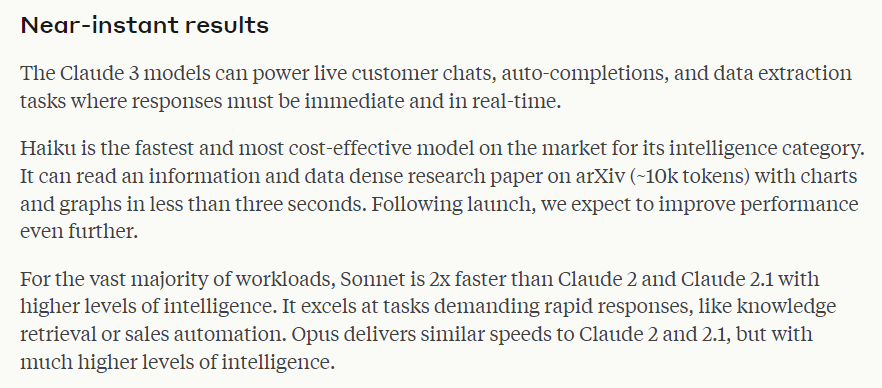 Near-instant results
The Claude 3 models can power live customer chats, auto-completions, and data extraction
tasks where responses must be immediate and in real-time.
Haiku is the fastest and most cost-effective model on the market for its intelligence category.
It can read an information and data dense research paper on arXiv (~10k tokens) with charts
and graphs in less than three seconds. Following launch, we expect to improve performance
even further.
For the vast majority of workloads, Sonnet is 2x faster than Claude 2 and Claude 2.1 with
higher levels of intelligence. It excels at tasks demanding rapid responses, like knowledge
retrieval or sales automation. Opus delivers similar speeds to Claude 2 and 2.1, but with
much higher levels of intelligence.